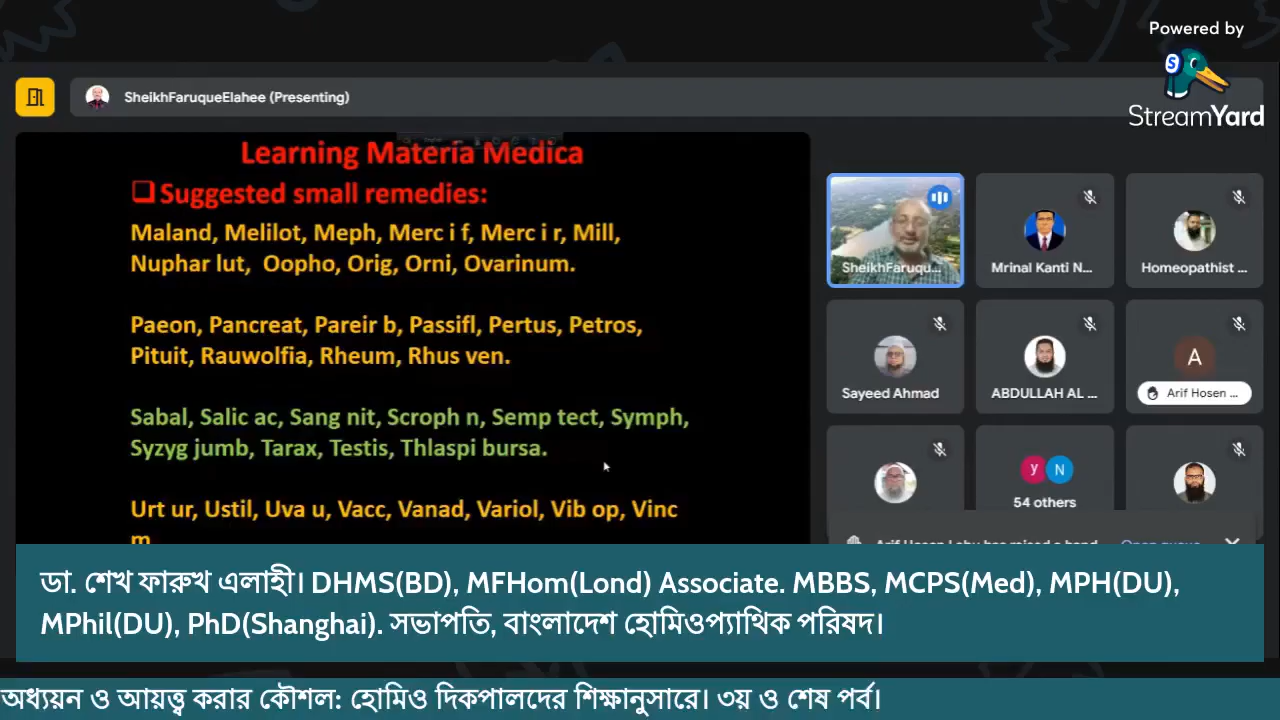 Powered by
StreamYard
SheikhFaruqueElahee (Presenting)
Learning Materia Medica
Suggested small remedies:
Maland, Melilot, Meph, Merc i f, Merc i r, Mill,
Nuphar lut, Oopho, Orig, Orni, Ovarinum.
Paeon, Pancreat, Pareir b, Passifl, Pertus, Petros,
Pituit, Rauwolfia, Rheum, Rhus ven.
Sabal, Salic ac, Sang nit, Scroph n, Semp tect, Symph,
Syzyg jumb, Tarax, Testis, Thlaspi bursa.
Urt ur, Ustil, Uva u, Vacc, Vanad, Variol, Vib op, Vinc
m
SheikhFaruqu...
Mrinal Kanti N...
Homeopathist ...
Sayeed Ahmad
ABDULLAH AL ...
A
Arif Hosen ...
y N
54 others
ডা. শেখ ফারুখ এলাহী। DHMS(BD), MFHom(Lond) Associate. MBBS, MCPS(Med), MPH(DU),
MPhil(DU), PhD(Shanghai). সভাপতি, বাংলাদেশ হোমিওপ্যাথিক পরিষদ।
অধ্যয়ন ও আয়ত্ত্ব করার কৌশল: হোমিও দিকপালদের শিক্ষানুসারে। ৩য় ও শেষ পর্ব।